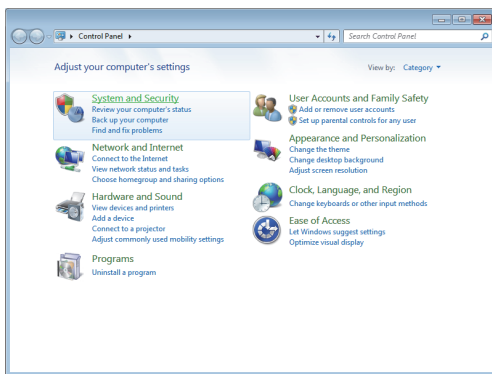 Control Panel
Search Control Panel
Adjust your computer's settings
View by: Category
System and Security
Review your computer's status
Back up your computer
Find and fix problems
Network and Internet
Connect to the Internet
View network status and tasks
Choose homegroup and sharing options
Hardware and Sound
View devices and printers
Add a device
Connect to a projector
Adjust commonly used mobility settings
Programs
Uninstall a program
User Accounts and Family Safety
Add or remove user accounts
Set up parental controls for any user
Appearance and Personalization
Change the theme
Change desktop background
Adjust screen resolution
Clock, Language, and Region
Change keyboards or other input methods
Ease of Access
Let Windows suggest settings
Optimize visual display